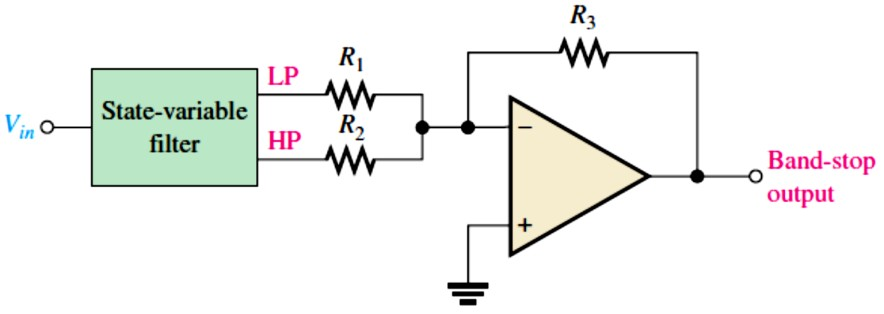 R3
LP
R1
State-variable
filter
Vin
R2
HP
−
+
Band-stop
output